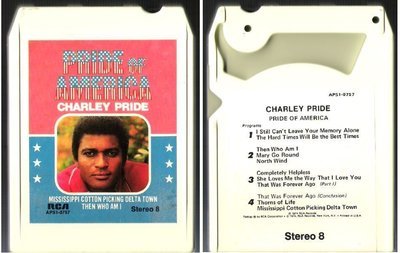 PRIDE OF
AMERICA
CHARLEY PRIDE
MISSISSIPPI COTTON PICKING DELTA TOWN
THEN WHO AM I
RCA
APS1-0757
Stereo 8
APS1-0757
CHARLEY PRIDE
PRIDE OF AMERICA
Programs
1 I Still Can't Leave Your Memory Alone
The Hard Times Will Be the Best Times
Then Who Am I
2 Mary Go Round
North Wind
Completely Helpless
3 She Loves Me the Way That I Love You
That Was Forever Ago (Part I)
That Was Forever Ago (Conclusion)
4 Thorns of Life
Mississippi Cotton Picking Delta Town
Stereo 8